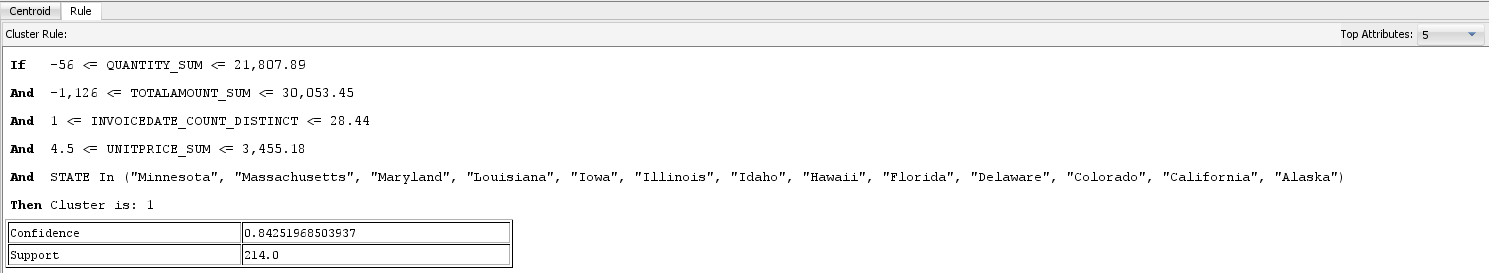 Centroid Rule
Cluster Rule: Top Attributes: 5
If -56 <= QUANTITY_SUM <= 21,807.89
And -1,126 <= TOTALAMOUNT_SUM <= 30,053.45
And 1 <= INVOICEDATE_COUNT_DISTINCT <= 28.44
And 4.5 <= UNITPRICE_SUM <= 3,455.18
And STATE In ("Minnesota", "Massachusetts", "Maryland", "Louisiana", "Iowa", "Illinois", "Idaho", "Hawaii", "Florida", "Delaware", "Colorado", "California", "Alaska")
Then Cluster is: 1
Confidence 0.84251968503937
Support 214.0